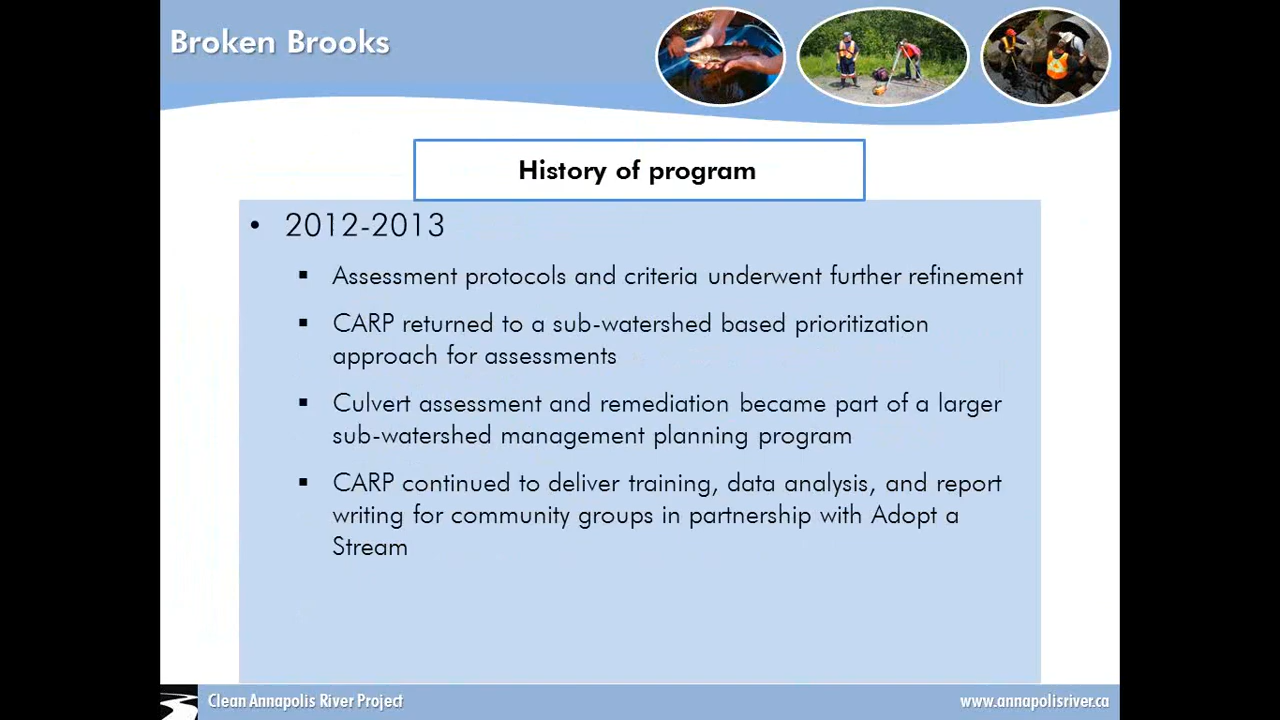 Broken Brooks
History of program
• 2012-2013
▪ Assessment protocols and criteria underwent further refinement
▪ CARP returned to a sub-watershed based prioritization
approach for assessments
▪ Culvert assessment and remediation became part of a larger
sub-watershed management planning program
▪ CARP continued to deliver training, data analysis, and report
writing for community groups in partnership with Adopt a
Stream
Clean Annapolis River Project
www.annapolisriver.ca